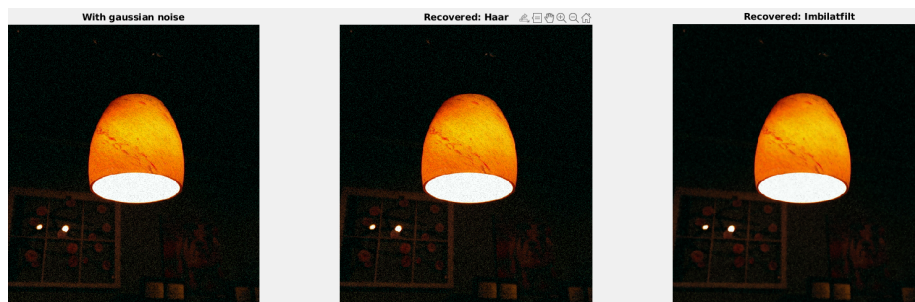 With gaussian noise
Recovered: Haar
Recovered: Imbilatfilt